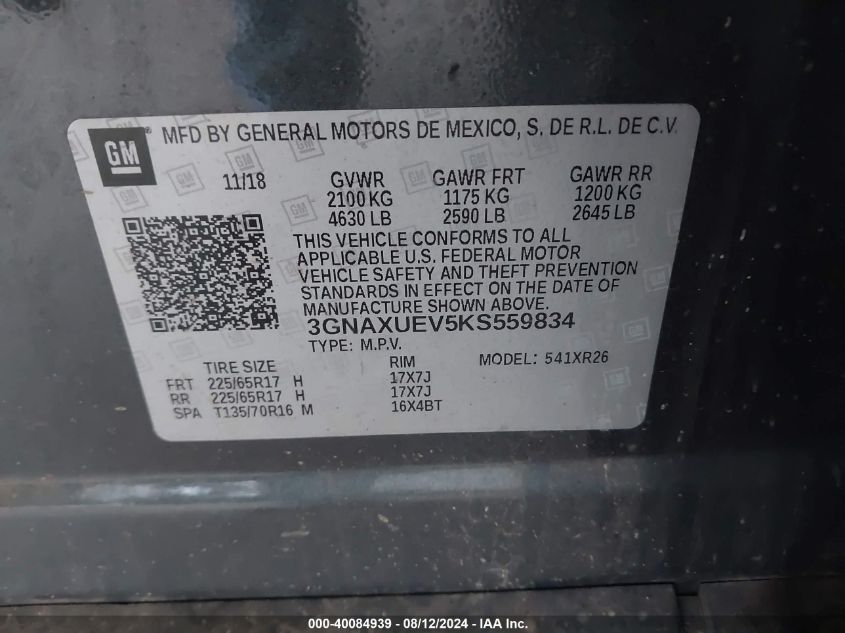 GM ® MFD BY GENERAL MOTORS DE MEXICO, S. DE R.L. DE C.V.
11/18 GVWR GAWR FRT GAWR RR
2100 KG 1175 KG 1200 KG
4630 LB 2590 LB 2645 LB
THIS VEHICLE CONFORMS TO ALL
APPLICABLE U.S. FEDERAL MOTOR
VEHICLE SAFETY AND THEFT PREVENTION
STANDARDS IN EFFECT ON THE DATE OF
MANUFACTURE SHOWN ABOVE.
3GNAXUEV5KS559834
TYPE: M.P.V. MODEL: 541XR26
TIRE SIZE RIM
FRT 225/65R17 H 17X7J
RR 225/65R17 H 17X7J
SPA T135/70R16 M 16X4BT
000-40084939 - 08/12/2024 - IAA Inc.